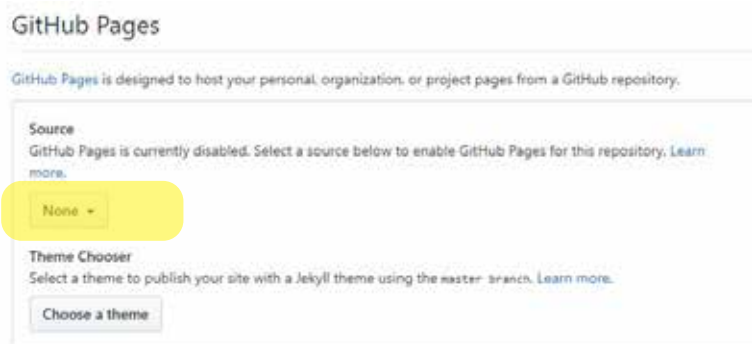 GitHub Pages
GitHub Pages is designed to host your personal, organization, or project pages from a GitHub repository.
Source
GitHub Pages is currently disabled. Select a source below to enable GitHub Pages for this repository. Learn
more.
None
Theme Chooser
Select a theme to publish your site with a Jekyll theme using the master branch. Learn more.
Choose a theme